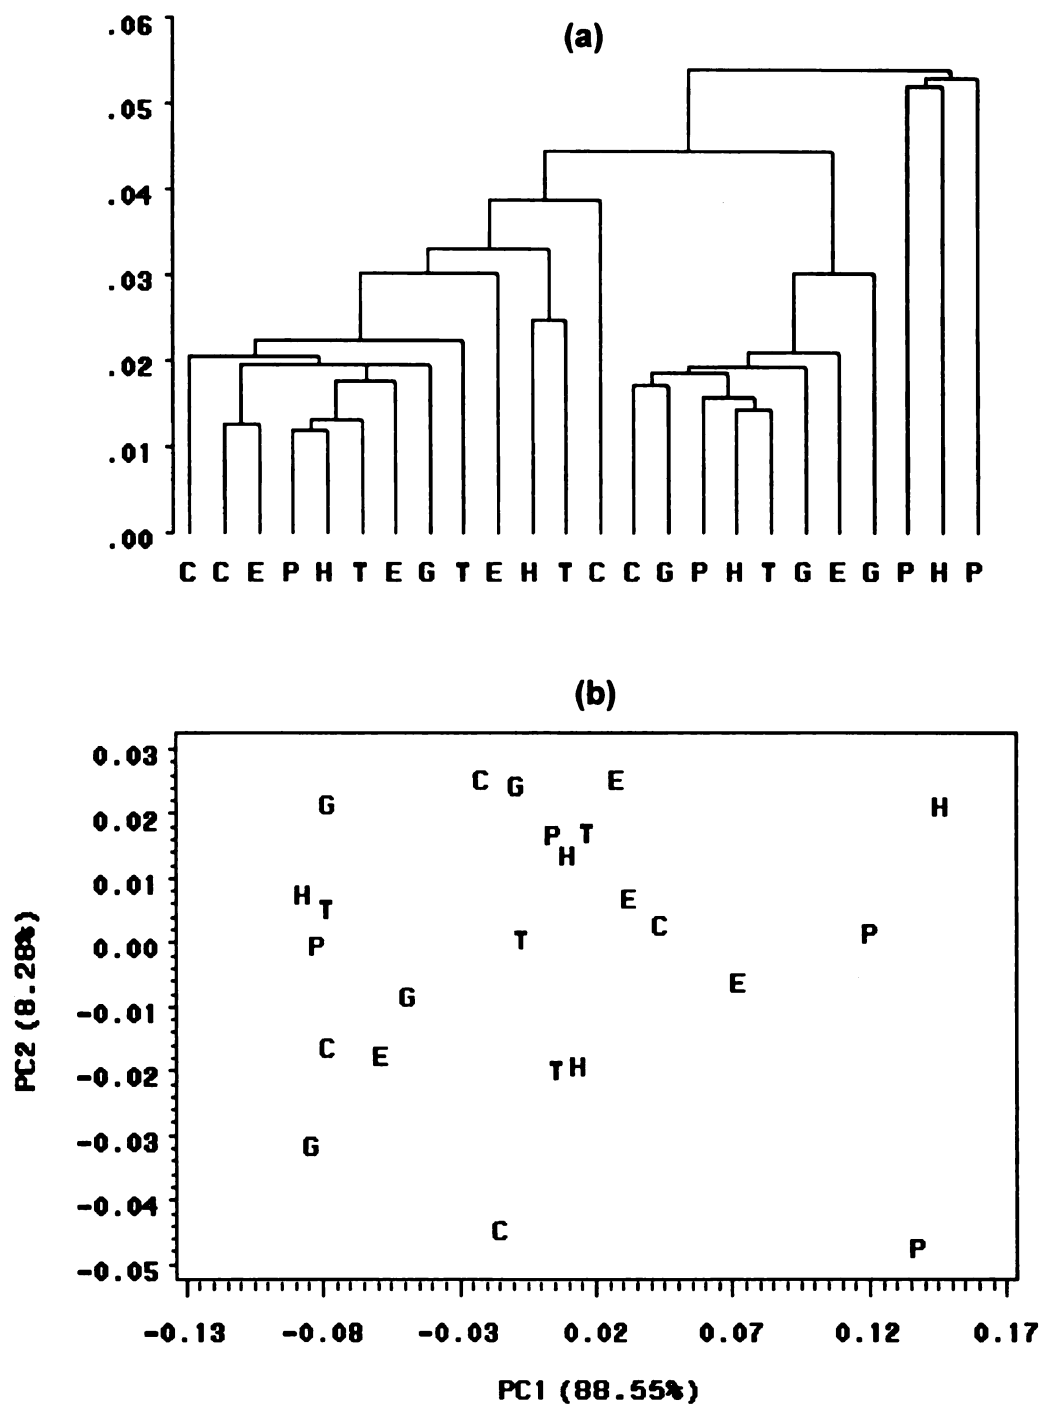 (a)
.06
.05
.04
.03
.02
.01
.00
C C E P H T E G T E H T C C G P H T G E G P H P
(b)
0.03
0.02
0.01
0.00
-0.01
-0.02
-0.03
-0.04
-0.05
PC2 (8.28%)
C G E
G H
P T
H
H T E
C
P T P
G E
C E
T H
G
C
P
-0.13 -0.08 -0.03 0.02 0.07 0.12 0.17
PC1 (88.55%)